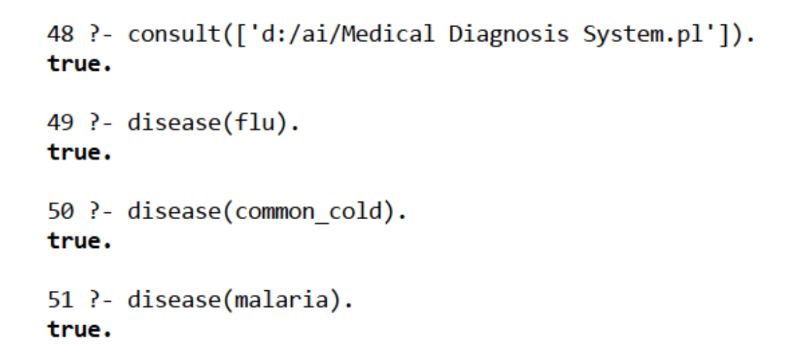 48 ?- consult(['d:/ai/Medical Diagnosis System.pl']).
true.
49 ?- disease(flu).
true.
50 ?- disease(common_cold).
true.
51 ?- disease(malaria).
true.